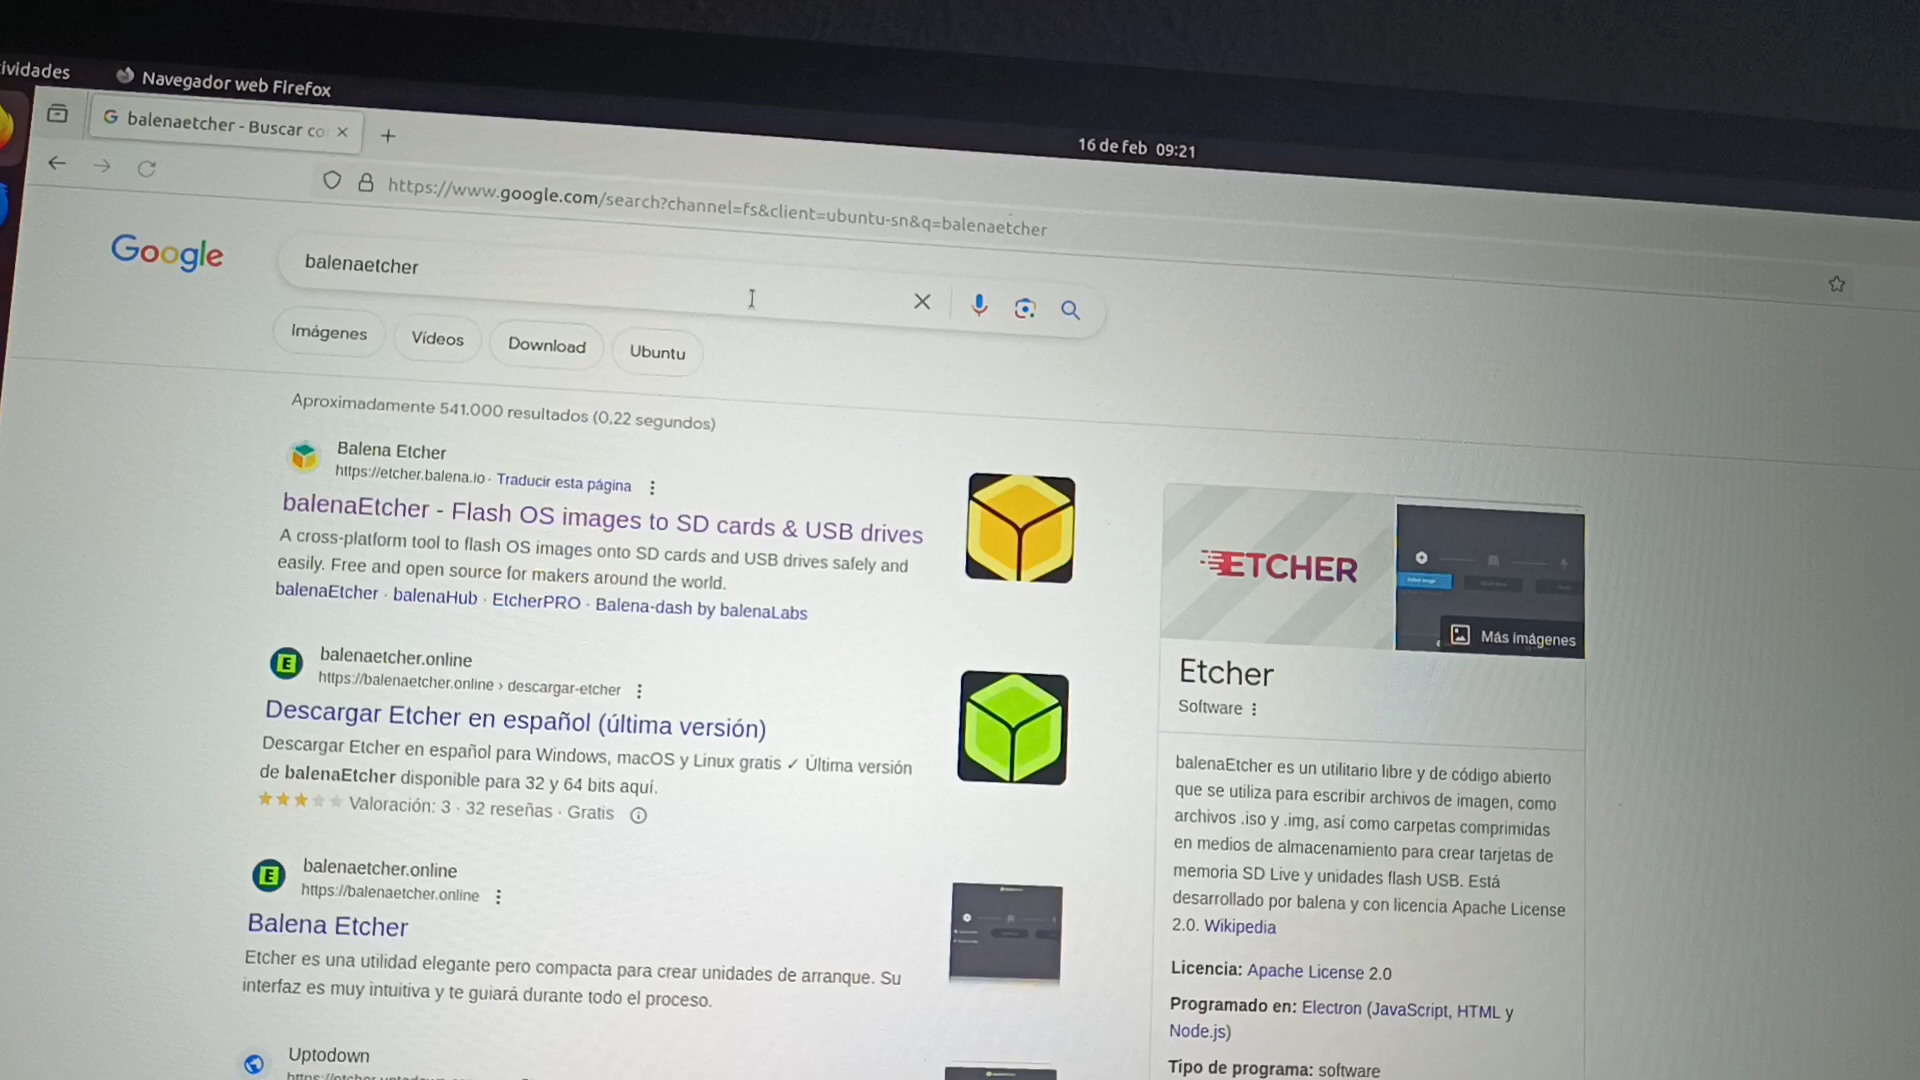 ividades
Navegador web Firefox
16 de feb 09:21
balenaetcher - Buscar co
https://www.google.com/search?channel=fs&client=ubuntu-sn&q=balenaetcher
Google
balenaetcher
Imágenes
Vídeos
Download
Ubuntu
Aproximadamente 541.000 resultados (0,22 segundos)
Balena Etcher
https://etcher.balena.io · Traducir esta página
balenaEtcher - Flash OS images to SD cards & USB drives
A cross-platform tool to flash OS images onto SD cards and USB drives safely and
easily. Free and open source for makers around the world.
balenaEtcher · balenaHub · EtcherPRO · Balena-dash by balenaLabs
E
balenaetcher.online
https://balenaetcher.online › descargar-etcher
Descargar Etcher en español (última versión)
Descargar Etcher en español para Windows, macOS y Linux gratis ✓ Última versión
de balenaEtcher disponible para 32 y 64 bits aquí.
Valoración: 3 · 32 reseñas · Gratis
E
balenaetcher.online
https://balenaetcher.online
Balena Etcher
Etcher es una utilidad elegante pero compacta para crear unidades de arranque. Su
interfaz es muy intuitiva y te guiará durante todo el proceso.
Uptodown
ETCHER
Más imágenes
Etcher
Software
balenaEtcher es un utilitario libre y de código abierto
que se utiliza para escribir archivos de imagen, como
archivos .iso y .img, así como carpetas comprimidas
en medios de almacenamiento para crear tarjetas de
memoria SD Live y unidades flash USB. Está
desarrollado por balena y con licencia Apache License
2.0. Wikipedia
Licencia: Apache License 2.0
Programado en: Electron (JavaScript, HTML y
Node.js)
Tipo de programa: software